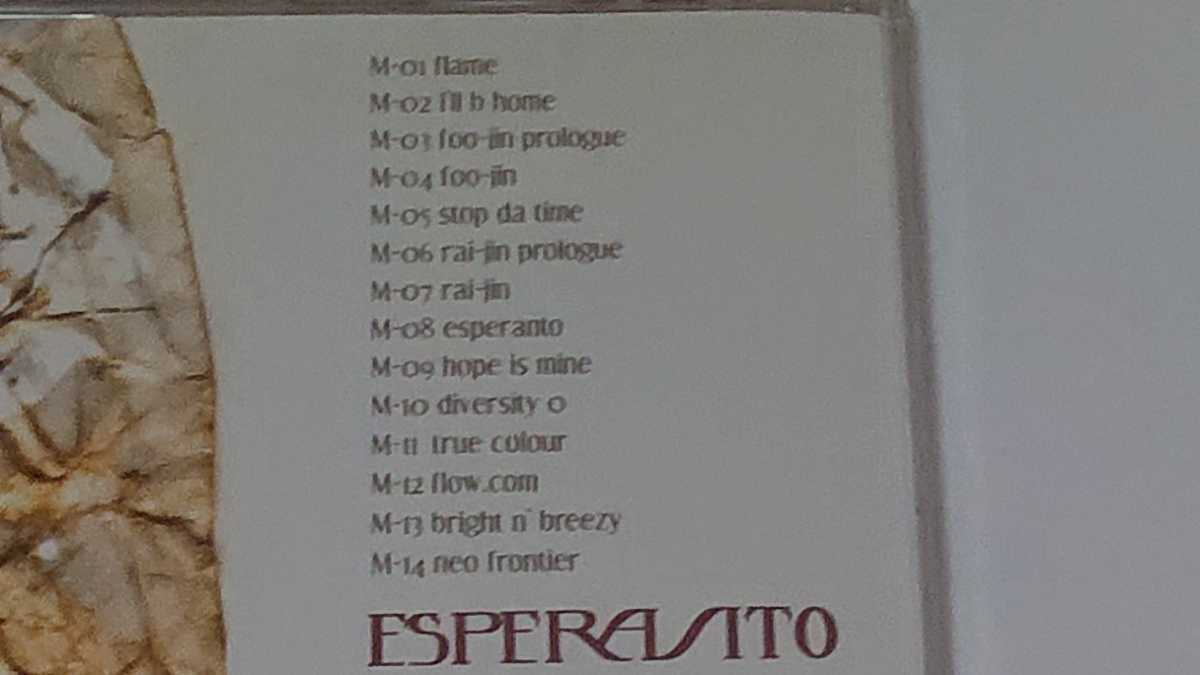 M-01 flame
M-02 i'll b home
M-03 foo-jin prologue
M-04 foo-jin
M-05 stop da time
M-06 rai-jin prologue
M-07 rai-jin
M-08 esperanto
M-09 hope is mine
M-10 diversity 0
M-11 true colour
M-12 flow.com
M-13 bright n' breezy
M-14 neo frontier
ESPERANTO